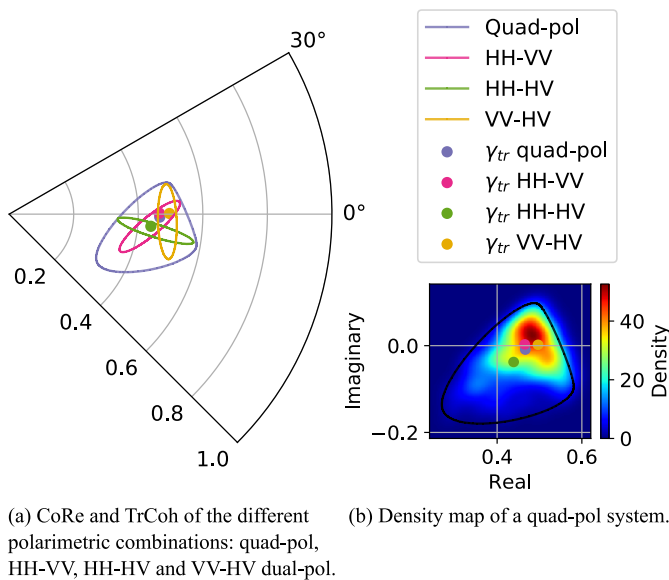 30°
0°
0.2
0.4
0.6
0.8
1.0
Quad-pol
HH-VV
HH-HV
VV-HV
γtr quad-pol
γtr HH-VV
γtr HH-HV
γtr VV-HV
Imaginary
0.0
−0.2
0.4
0.6
Real
40
20
0
Density
(a) CoRe and TrCoh of the different
polarimetric combinations: quad-pol,
HH-VV, HH-HV and VV-HV dual-pol.
(b) Density map of a quad-pol system.